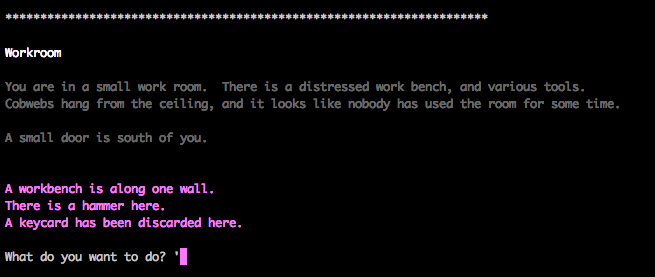 *********************************************************************
Workroom
You are in a small work room.  There is a distressed work bench, and various tools.
Cobwebs hang from the ceiling, and it looks like nobody has used the room for some time.
A small door is south of you.
A workbench is along one wall.
There is a hammer here.
A keycard has been discarded here.
What do you want to do? '